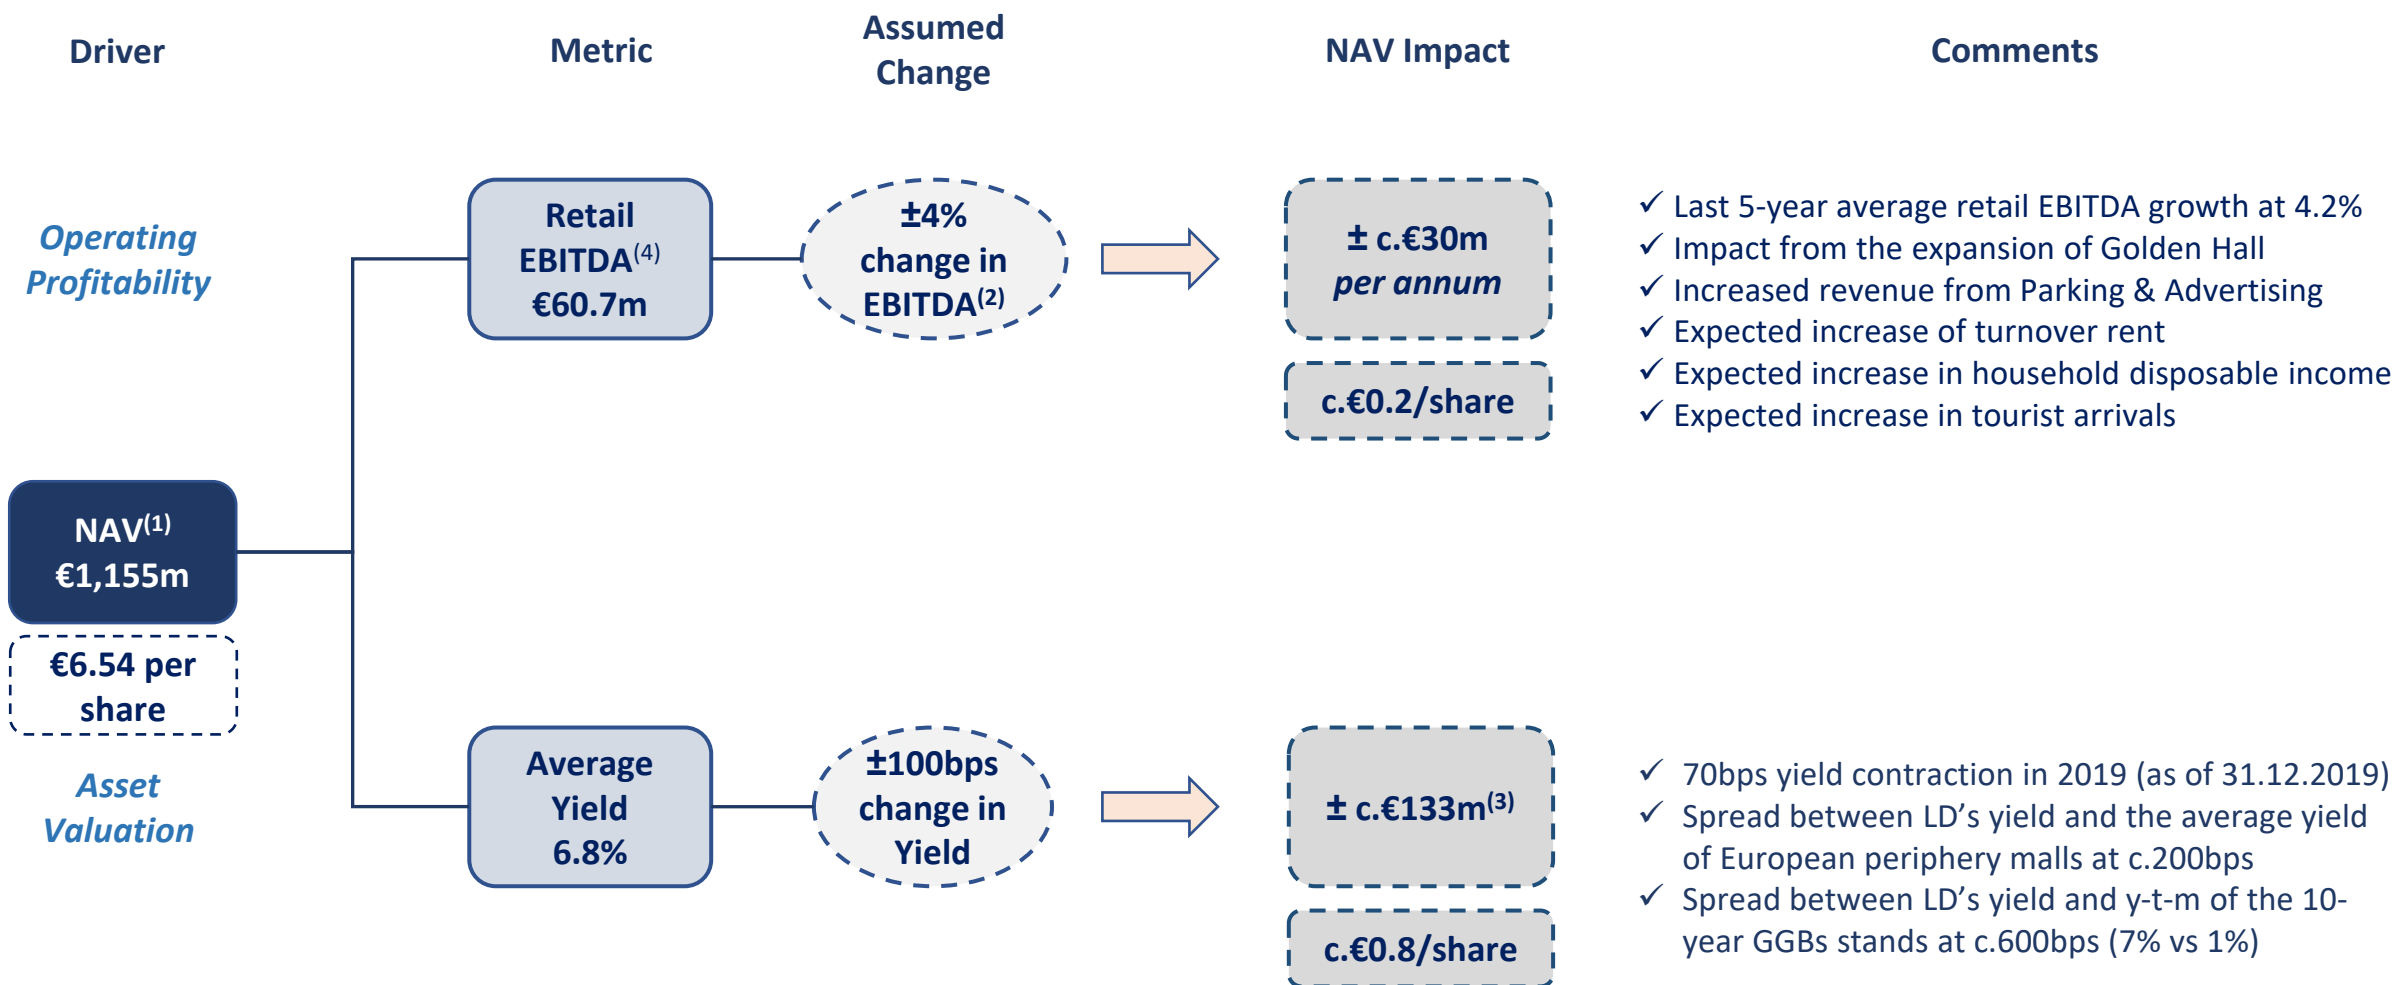 Driver
Metric
Assumed
Change
NAV Impact
Comments
Operating
Profitability
Retail
EBITDA(4)
€60.7m
±4%
change in
EBITDA(2)
± c.€30m
per annum
c.€0.2/share
✓ Last 5-year average retail EBITDA growth at 4.2%
✓ Impact from the expansion of Golden Hall
✓ Increased revenue from Parking & Advertising
✓ Expected increase of turnover rent
✓ Expected increase in household disposable income
✓ Expected increase in tourist arrivals
NAV(1)
€1,155m
€6.54 per
share
Asset
Valuation
Average
Yield
6.8%
±100bps
change in
Yield
± c.€133m(3)
c.€0.8/share
✓ 70bps yield contraction in 2019 (as of 31.12.2019)
✓ Spread between LD’s yield and the average yield
of European periphery malls at c.200bps
✓ Spread between LD’s yield and y-t-m of the 10-
year GGBs stands at c.600bps (7% vs 1%)